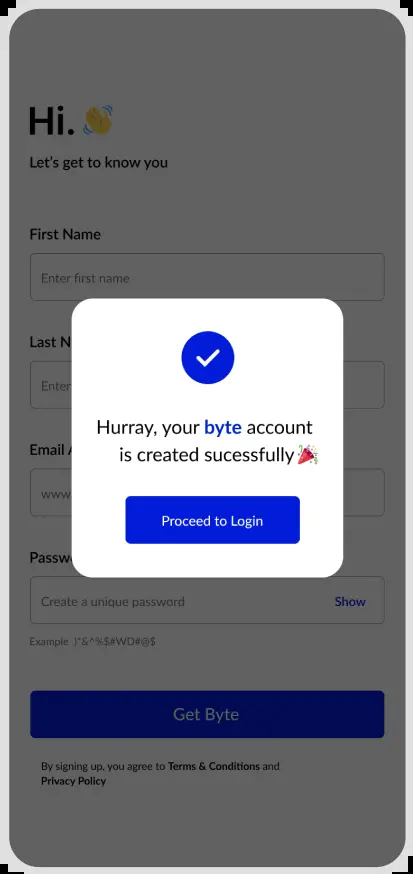 Hi. 👋
Let's get to know you
First Name
Enter first name
Last N
Enter
Hurray, your byte account
is created sucessfully 🎉
Email A
www.
Proceed to Login
Passw
Create a unique password Show
Example )*&^%$#WD#@$
Get Byte
By signing up, you agree to Terms & Conditions and
Privacy Policy